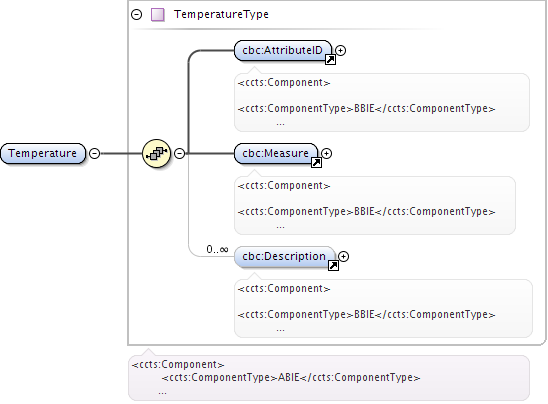 TemperatureType
cbc:AttributeID
<ccts:Component>
<ccts:ComponentType>BBIE</ccts:ComponentType>
...
Temperature
cbc:Measure
<ccts:Component>
<ccts:ComponentType>BBIE</ccts:ComponentType>
...
0..∞
cbc:Description
<ccts:Component>
<ccts:ComponentType>BBIE</ccts:ComponentType>
...
<ccts:Component>
<ccts:ComponentType>ABIE</ccts:ComponentType>
...